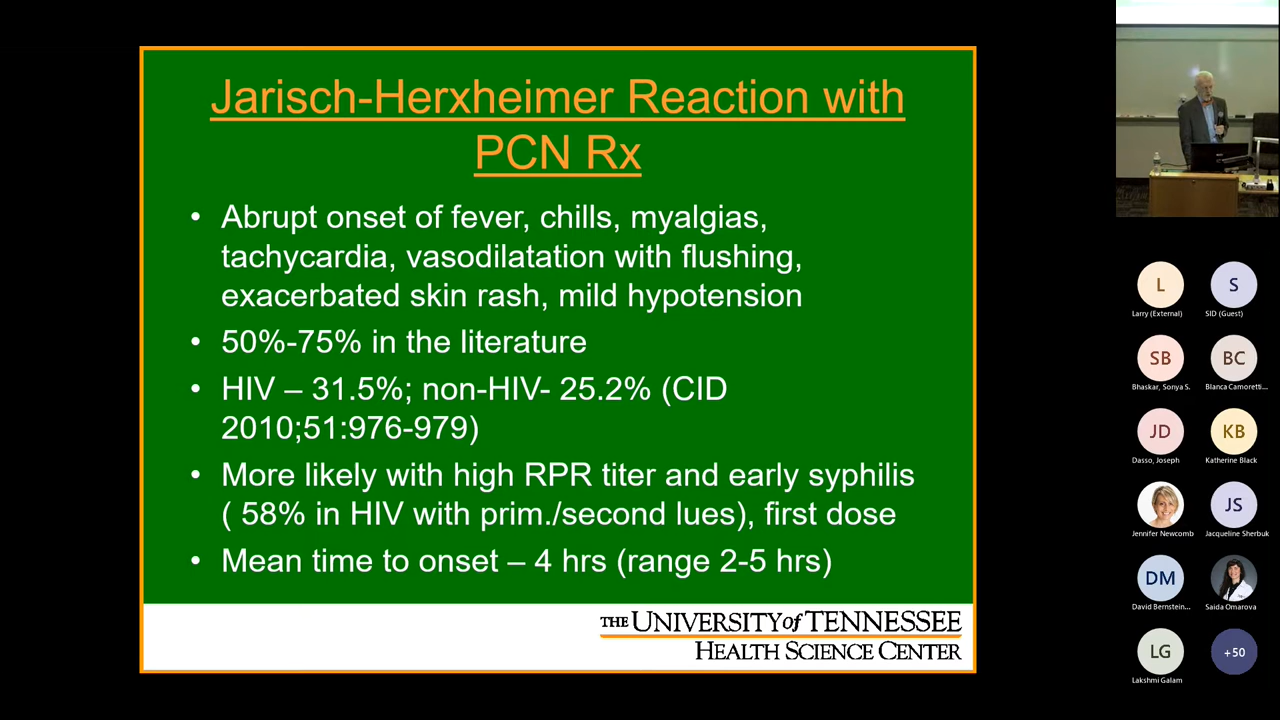 Jarisch-Herxheimer Reaction with
PCN Rx
• Abrupt onset of fever, chills, myalgias,
tachycardia, vasodilatation with flushing,
exacerbated skin rash, mild hypotension
• 50%-75% in the literature
• HIV – 31.5%; non-HIV- 25.2% (CID
2010;51:976-979)
• More likely with high RPR titer and early syphilis
( 58% in HIV with prim./second lues), first dose
• Mean time to onset – 4 hrs (range 2-5 hrs)
THE UNIVERSITY of TENNESSEE
HEALTH SCIENCE CENTER
L
Larry (External)
S
SID (Guest)
SB
Bhaskar, Sonya S.
BC
Blanca Camoretti...
JD
Dasso, Joseph
KB
Katherine Black
Jennifer Newcomb
JS
Jacqueline Sherbuk
DM
David Bernstein...
Saida Omarova
LG
Lakshmi Galam
+50